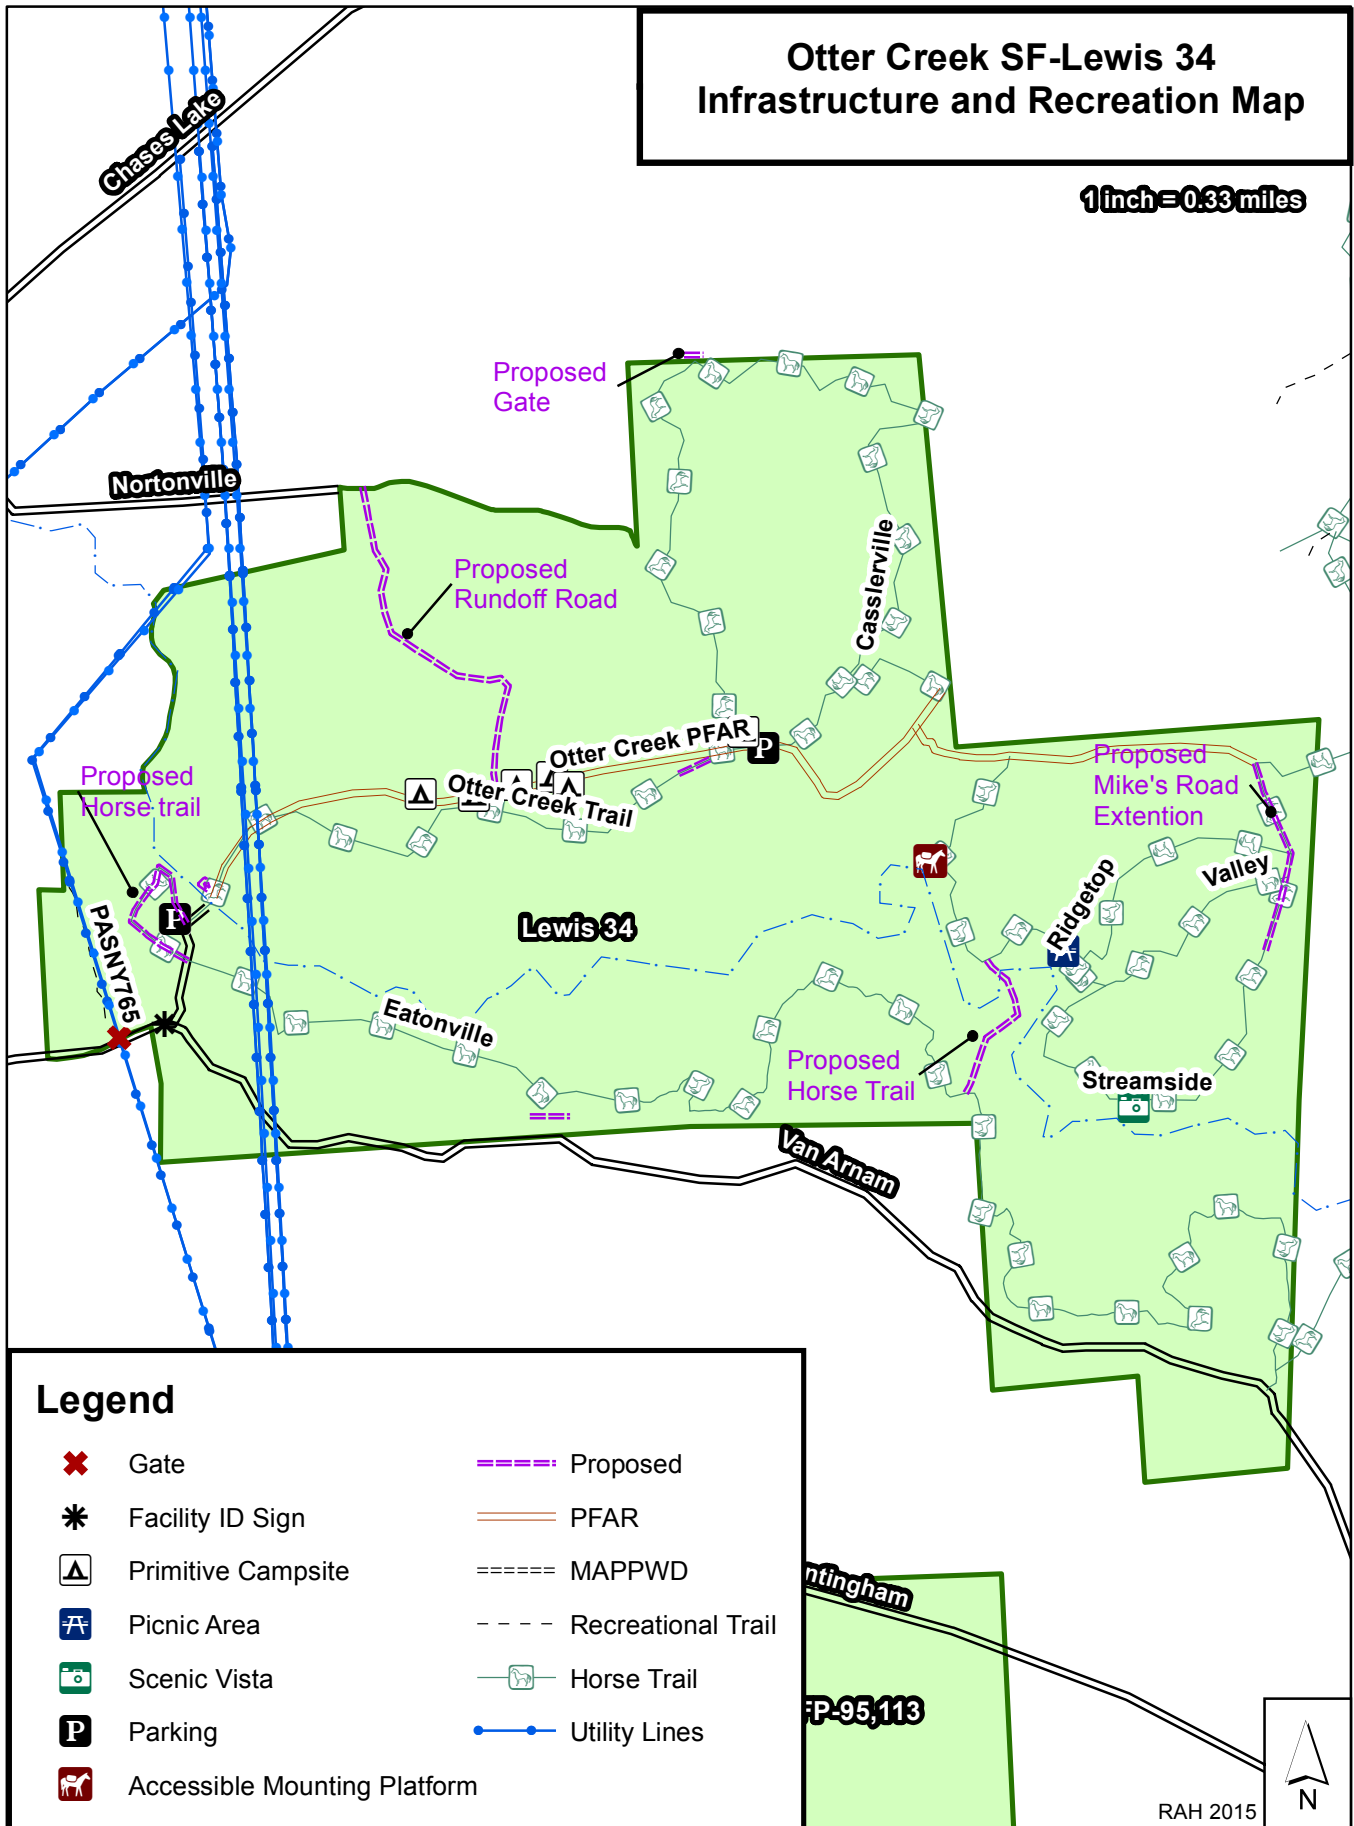 Otter Creek SF-Lewis 34
Infrastructure and Recreation Map
1 inch = 0.33 miles
Chases Lake
Proposed
Gate
Nortonville
Proposed
Rundoff Road
Casslerville
Otter Creek PFAR
P
Otter Creek Trail
Proposed
Horse trail
Proposed
Mike's Road
Extention
Valley
Ridgetop
P
PASNY765
Lewis 34
Eatonville
Proposed
Horse Trail
Streamside
Van Arnam
Legend
Gate
Facility ID Sign
Primitive Campsite
Picnic Area
Scenic Vista
P Parking
Accessible Mounting Platform
Proposed
PFAR
MAPPWD
Recreational Trail
Horse Trail
Utility Lines
ntingham
FP-95,113
RAH 2015
N